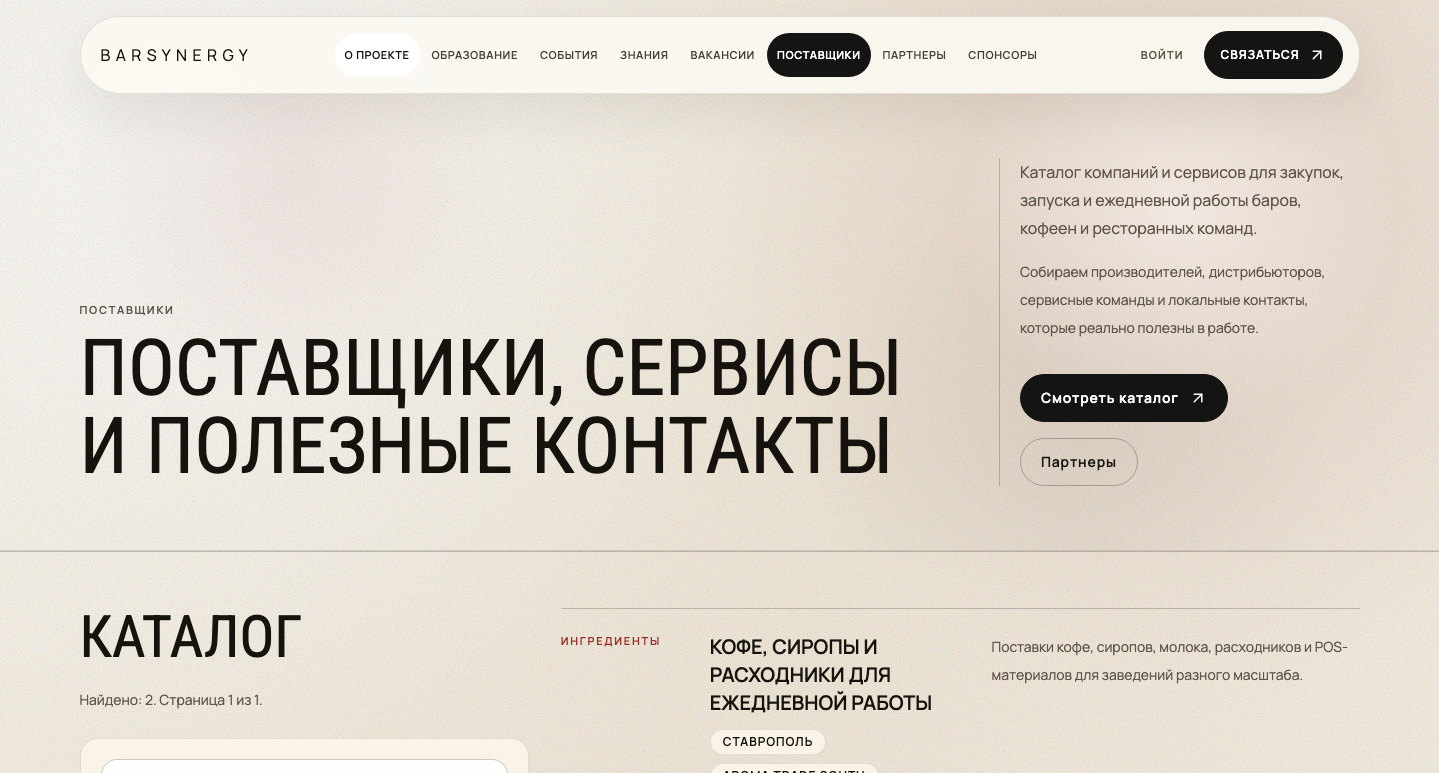 BARSYNERGY
О ПРОЕКТЕ
ОБРАЗОВАНИЕ
СОБЫТИЯ
ЗНАНИЯ
ВАКАНСИИ
ПОСТАВЩИКИ
ПАРТНЕРЫ
СПОНСОРЫ
ВОЙТИ
СВЯЗАТЬСЯ
ПОСТАВЩИКИ
ПОСТАВЩИКИ, СЕРВИСЫ
И ПОЛЕЗНЫЕ КОНТАКТЫ
Каталог компаний и сервисов для закупок,
запуска и ежедневной работы баров,
кофеен и ресторанных команд.
Собираем производителей, дистрибьюторов,
сервисные команды и локальные контакты,
которые реально полезны в работе.
Смотреть каталог
Партнеры
КАТАЛОГ
Найдено: 2. Страница 1 из 1.
ИНГРЕДИЕНТЫ
КОФЕ, СИРОПЫ И
РАСХОДНИКИ ДЛЯ
ЕЖЕДНЕВНОЙ РАБОТЫ
СТАВРОПОЛЬ
AROMA TRADE SOUTH
Поставки кофе, сиропов, молока, расходников и POS-
материалов для заведений разного масштаба.